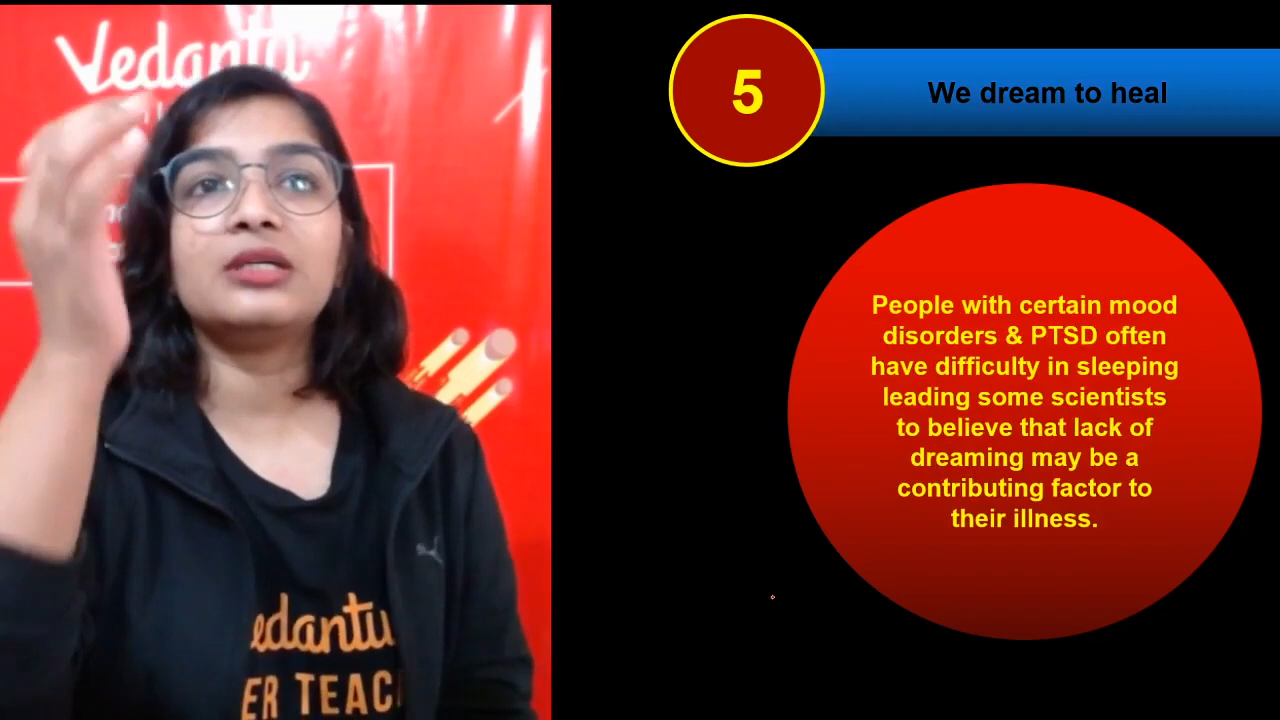 Vedantu
5
We dream to heal
People with certain mood
disorders & PTSD often
have difficulty in sleeping
leading some scientists
to believe that lack of
dreaming may be a
contributing factor to
their illness.
edantu
ER TEAC